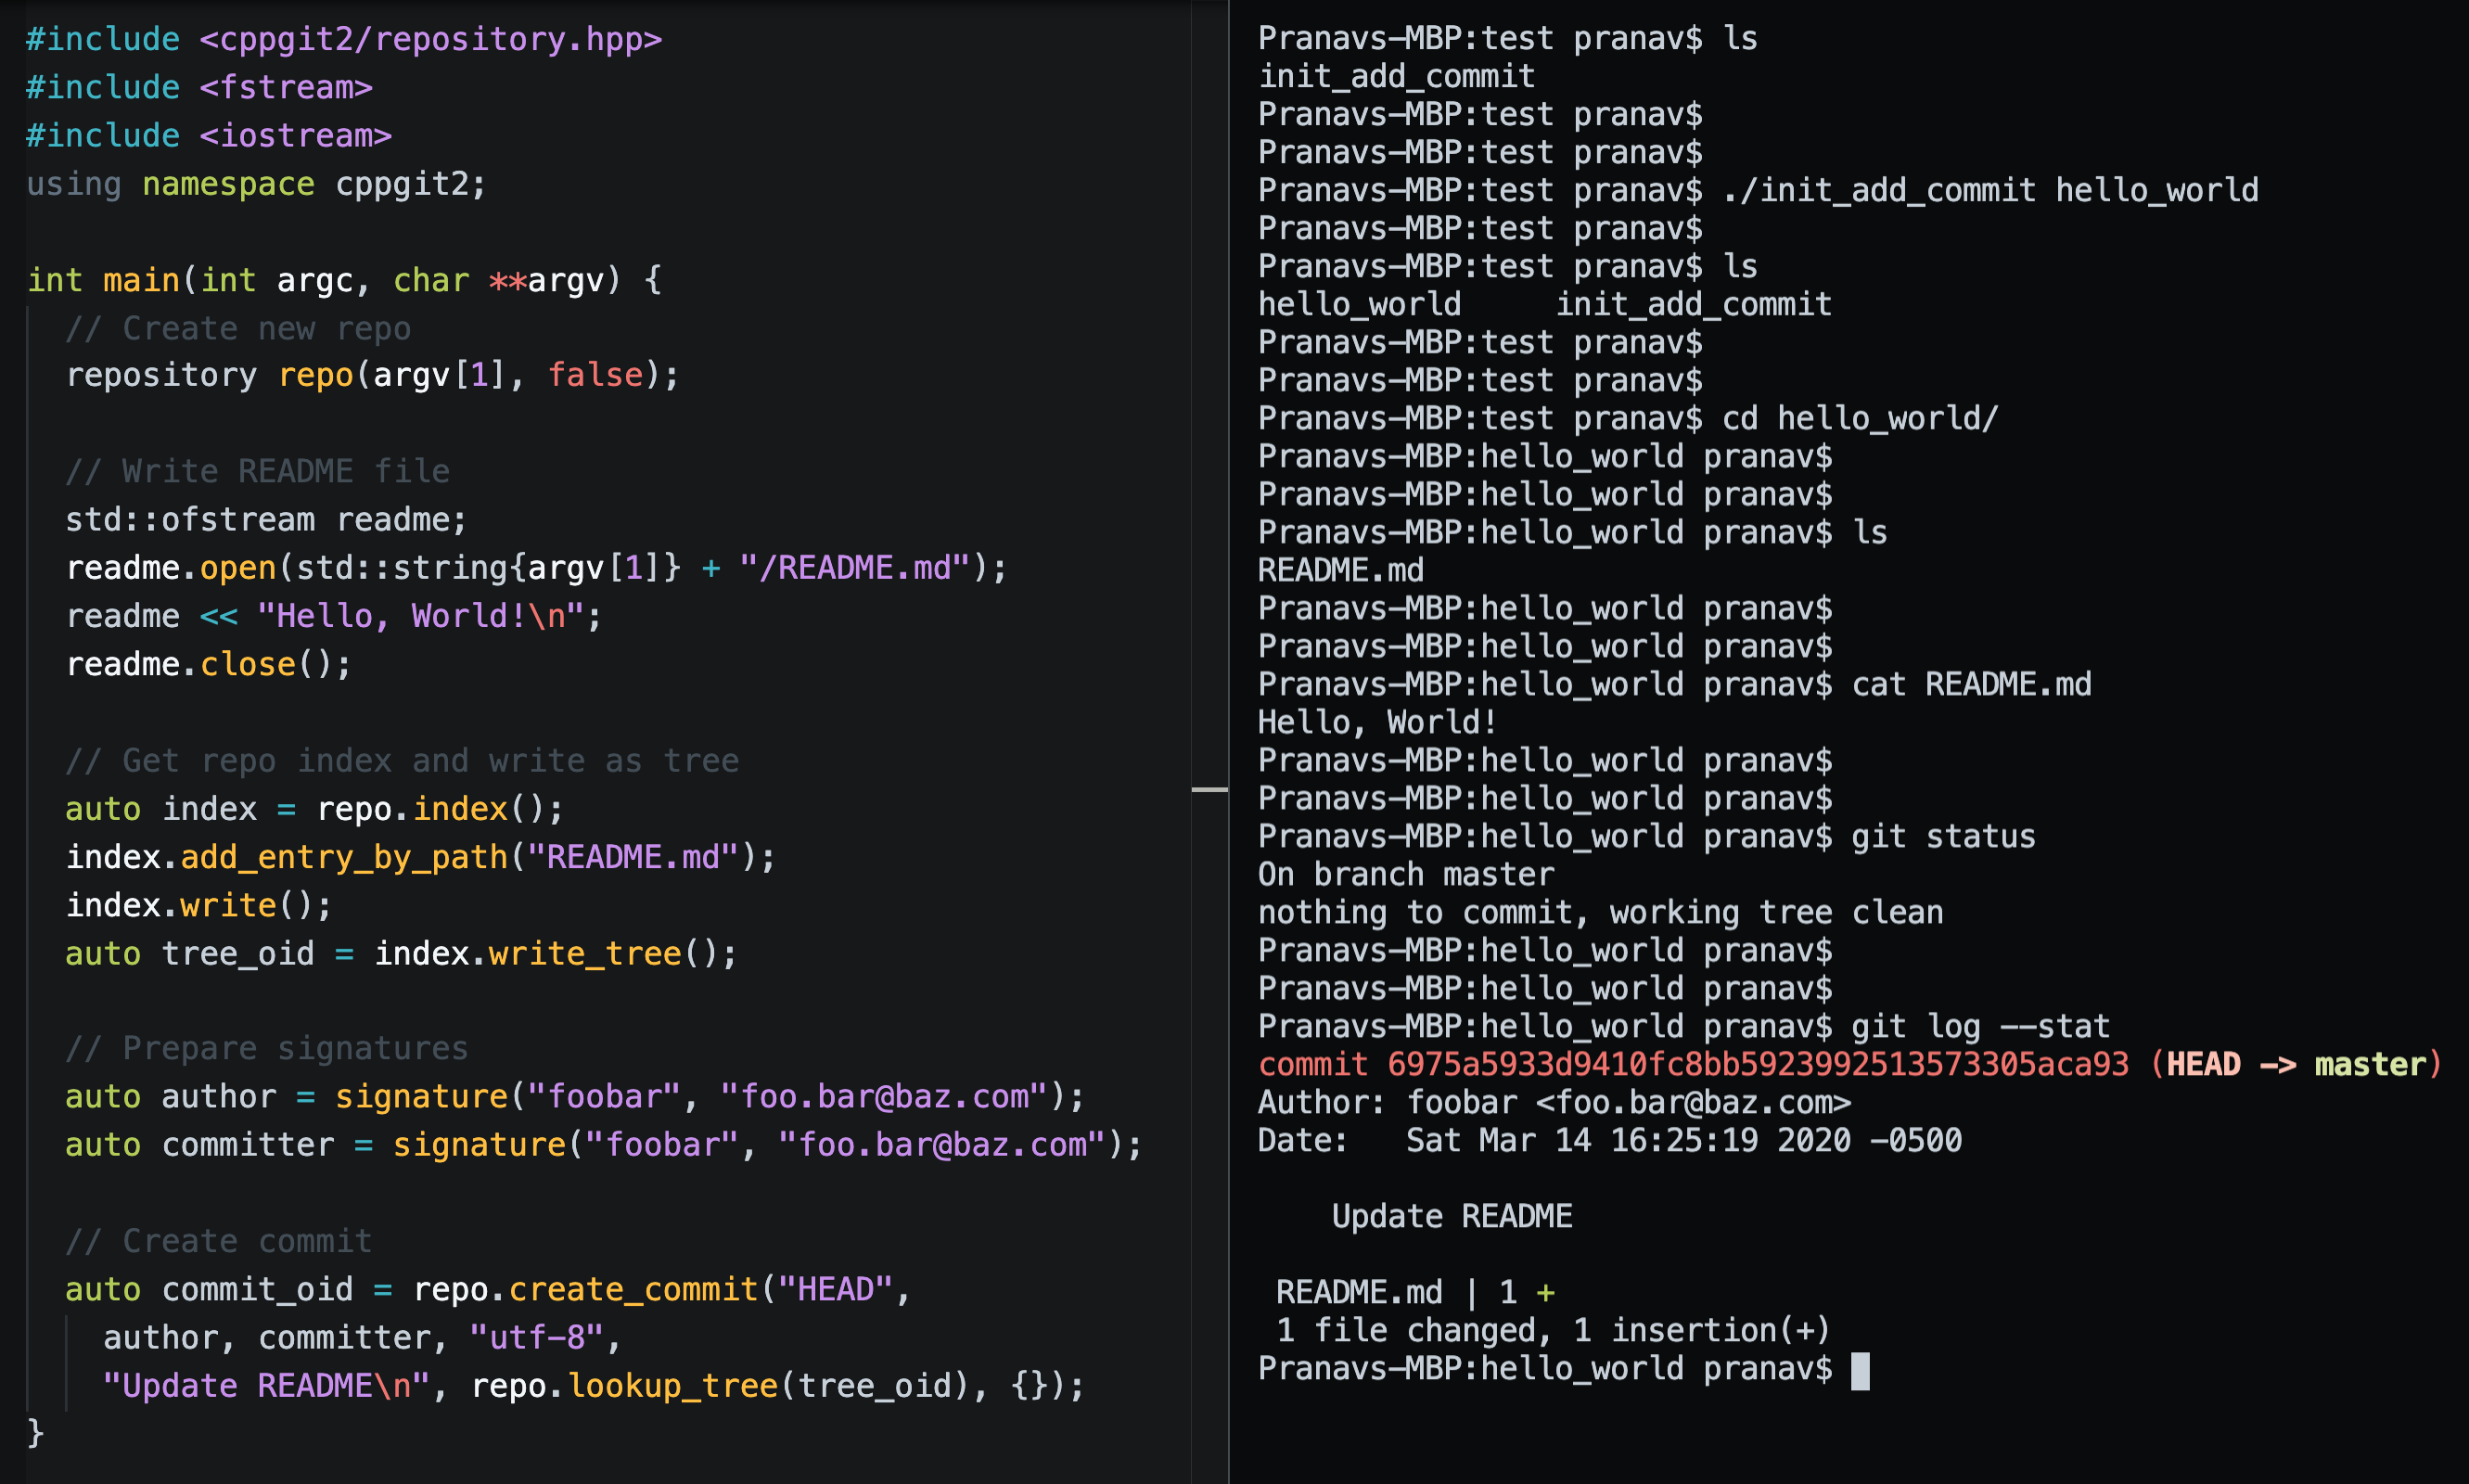 #include <cppgit2/repository.hpp>
#include <fstream>
#include <iostream>
using namespace cppgit2;

int main(int argc, char **argv) {
  // Create new repo
  repository repo(argv[1], false);

  // Write README file
  std::ofstream readme;
  readme.open(std::string{argv[1]} + "/README.md");
  readme << "Hello, World!\n";
  readme.close();

  // Get repo index and write as tree
  auto index = repo.index();
  index.add_entry_by_path("README.md");
  index.write();
  auto tree_oid = index.write_tree();

  // Prepare signatures
  auto author = signature("foobar", "foo.bar@baz.com");
  auto committer = signature("foobar", "foo.bar@baz.com");

  // Create commit
  auto commit_oid = repo.create_commit("HEAD",
    author, committer, "utf-8",
    "Update README\n", repo.lookup_tree(tree_oid), {});
}
Pranavs-MBP:test pranav$ ls
init_add_commit
Pranavs-MBP:test pranav$
Pranavs-MBP:test pranav$
Pranavs-MBP:test pranav$ ./init_add_commit hello_world
Pranavs-MBP:test pranav$
Pranavs-MBP:test pranav$ ls
hello_world     init_add_commit
Pranavs-MBP:test pranav$
Pranavs-MBP:test pranav$
Pranavs-MBP:test pranav$ cd hello_world/
Pranavs-MBP:hello_world pranav$
Pranavs-MBP:hello_world pranav$
Pranavs-MBP:hello_world pranav$ ls
README.md
Pranavs-MBP:hello_world pranav$
Pranavs-MBP:hello_world pranav$
Pranavs-MBP:hello_world pranav$ cat README.md
Hello, World!
Pranavs-MBP:hello_world pranav$
Pranavs-MBP:hello_world pranav$
Pranavs-MBP:hello_world pranav$ git status
On branch master
nothing to commit, working tree clean
Pranavs-MBP:hello_world pranav$
Pranavs-MBP:hello_world pranav$
Pranavs-MBP:hello_world pranav$ git log --stat
commit 6975a5933d9410fc8bb5923992513573305aca93 (HEAD -> master)
Author: foobar <foo.bar@baz.com>
Date:   Sat Mar 14 16:25:19 2020 -0500

    Update README

 README.md | 1 +
 1 file changed, 1 insertion(+)
Pranavs-MBP:hello_world pranav$